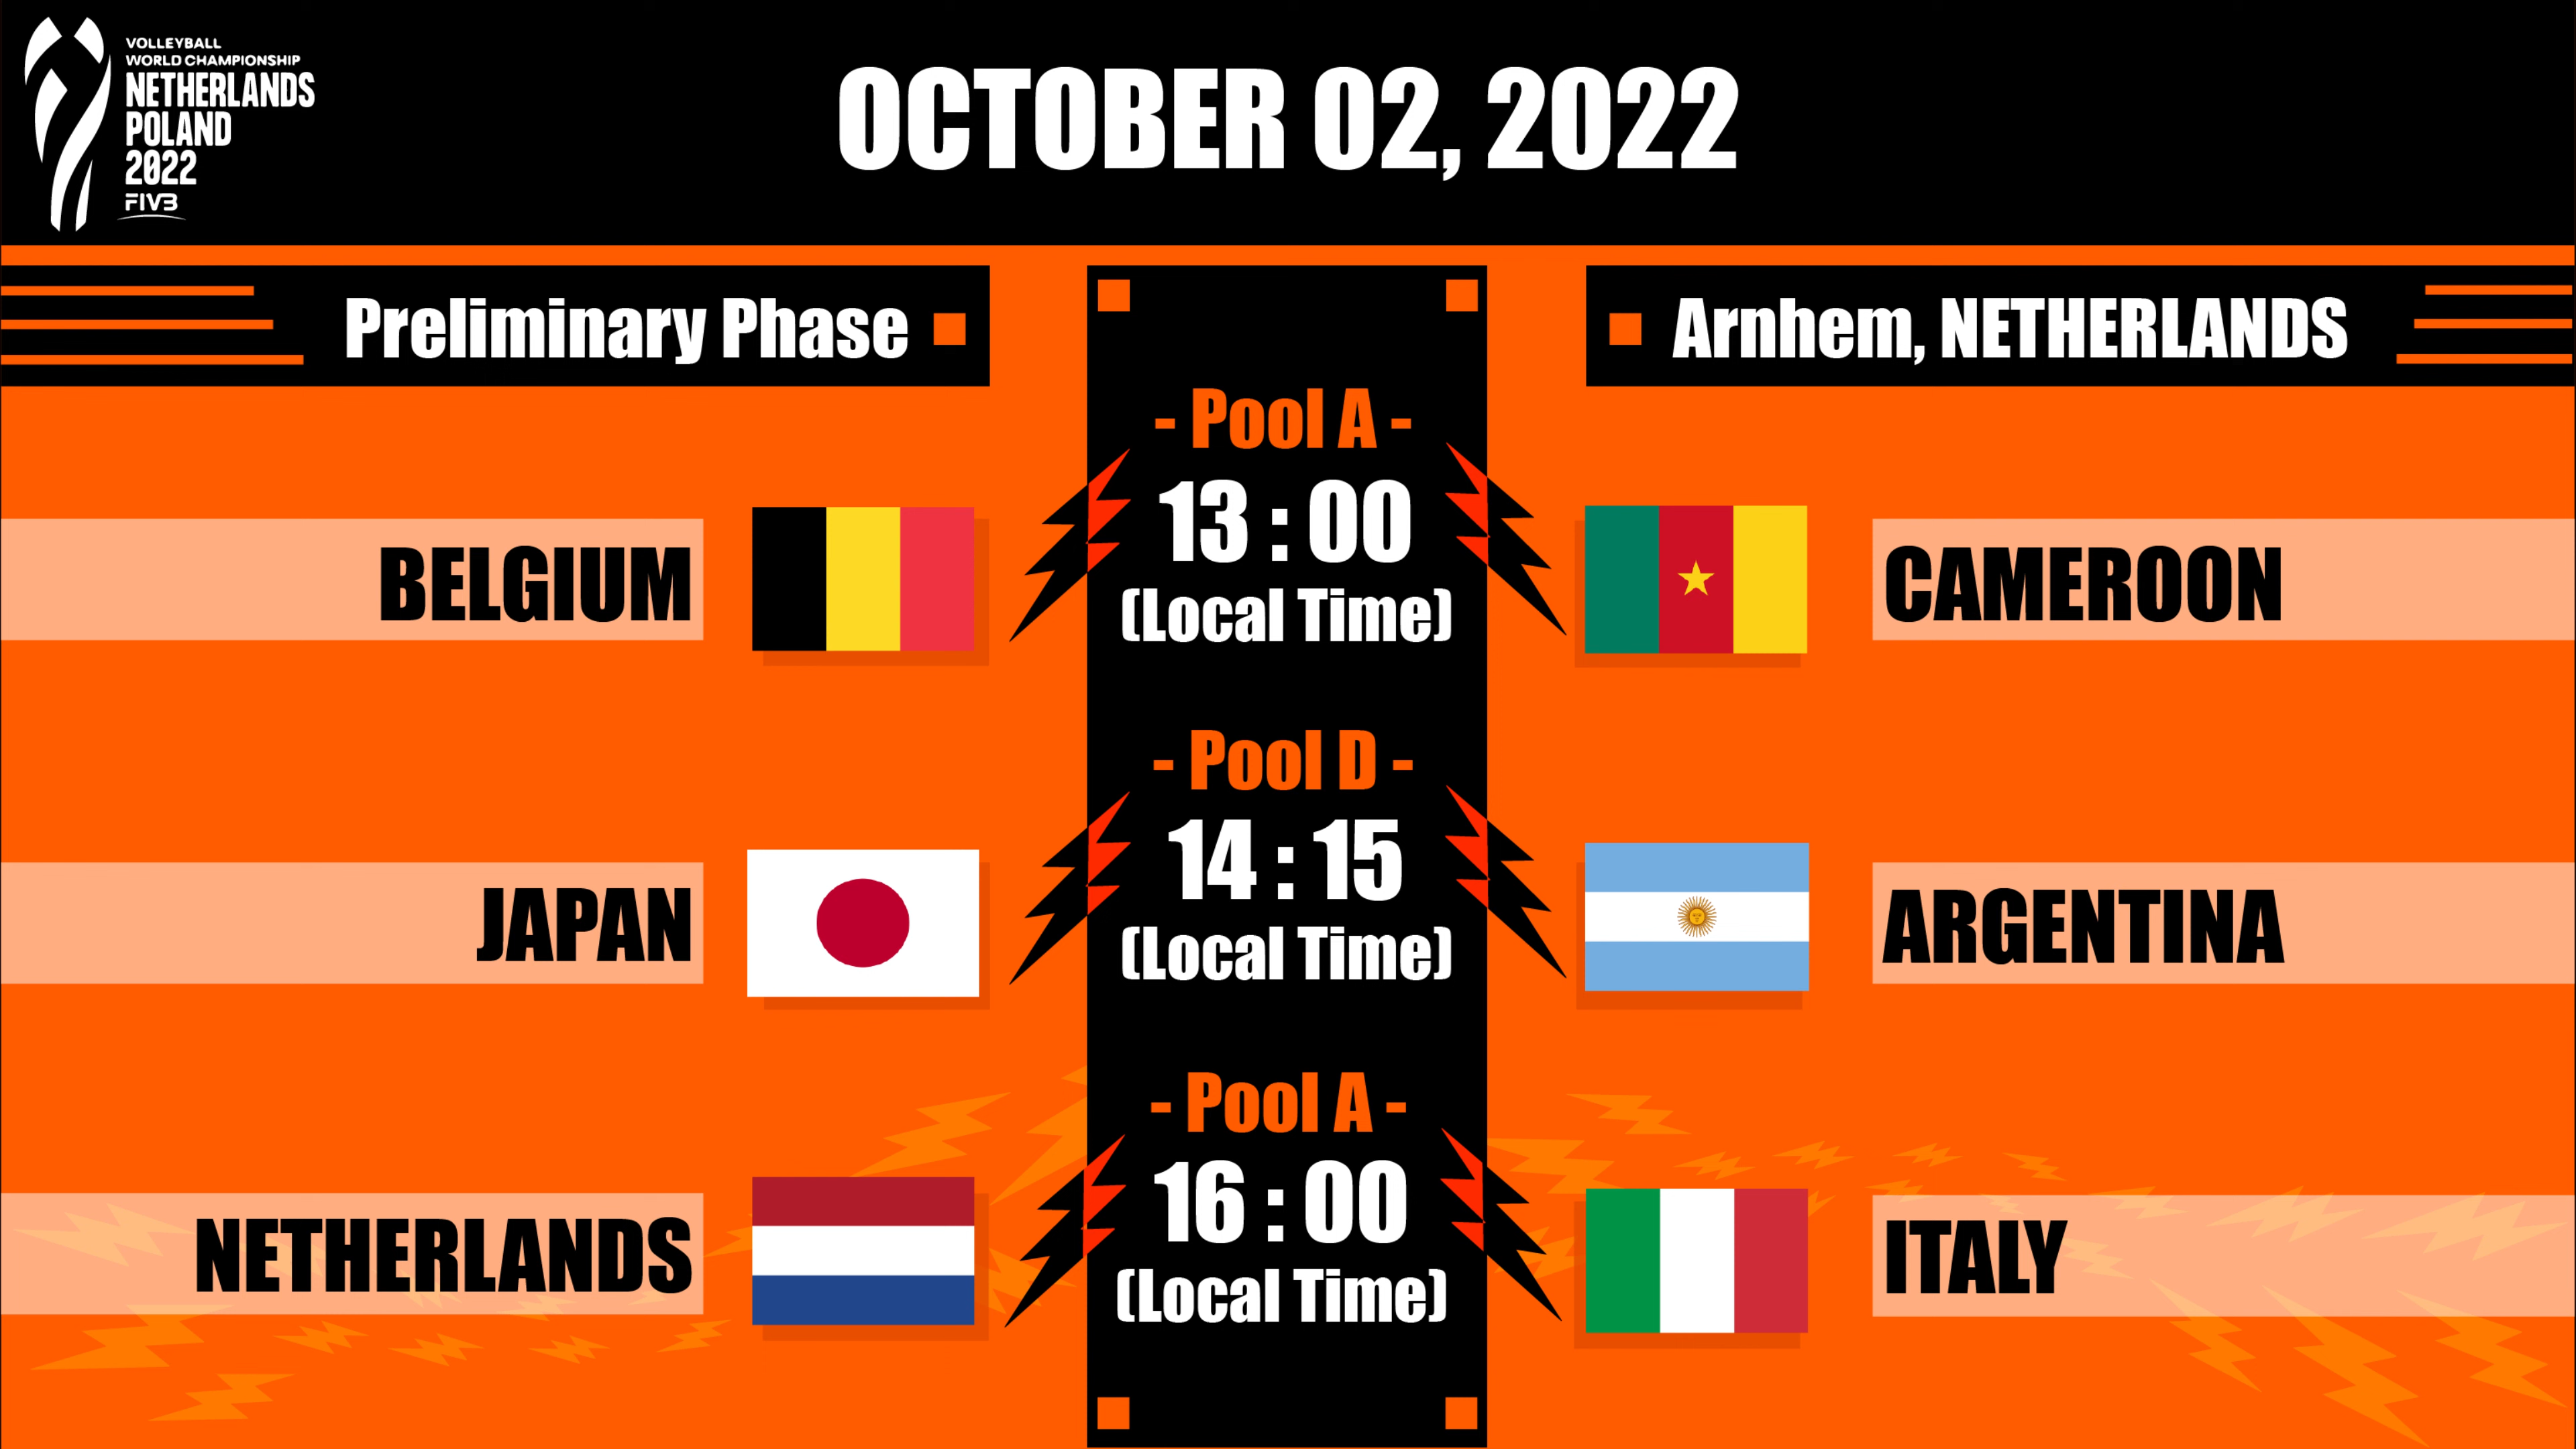 VOLLEYBALL
WORLD CHAMPIONSHIP
NETHERLANDS
POLAND
2022
FIVB
OCTOBER 02, 2022
Preliminary Phase
Arnhem, NETHERLANDS
- Pool A -
BELGIUM
13 : 00
(Local Time)
CAMEROON
- Pool D -
JAPAN
14 : 15
(Local Time)
ARGENTINA
- Pool A -
NETHERLANDS
16 : 00
(Local Time)
ITALY